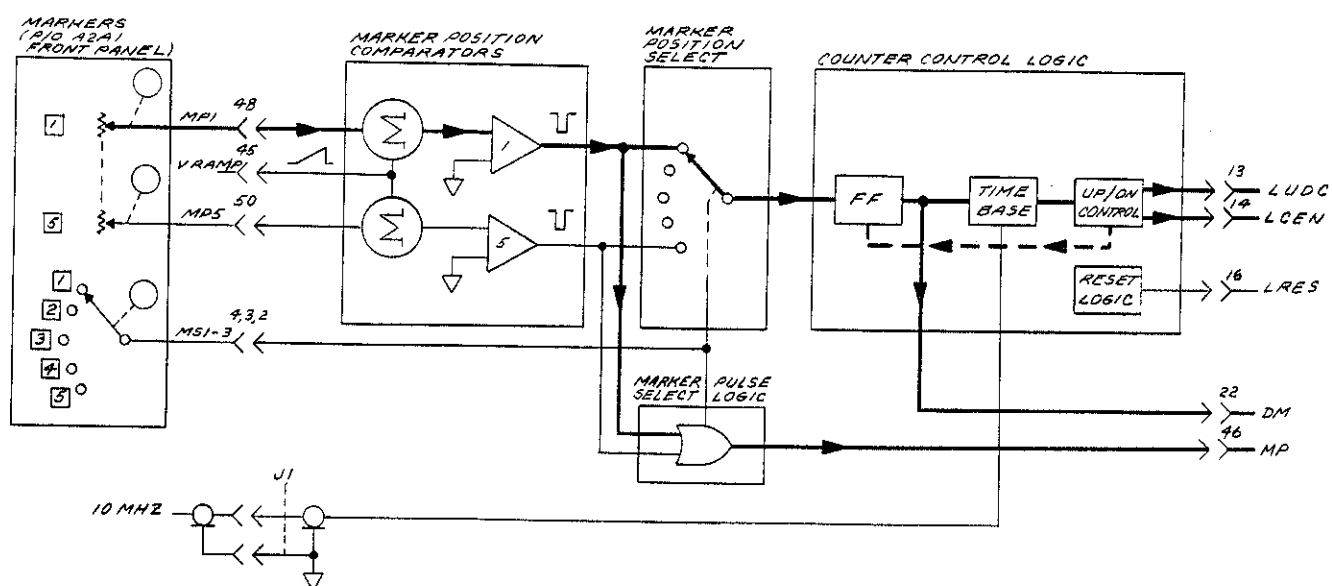 MARKERS
(P/O A2A1
FRONT PANEL)
1
MP1
48
VRAMP
45
5
MP5
50
1
2
3
4
5
MS1-3
4,3,2
MARKER POSITION
COMPARATORS
Σ
1
Σ
5
MARKER
POSITION
SELECT
COUNTER CONTROL LOGIC
FF
TIME
BASE
UP/DN
CONTROL
RESET
LOGIC
13
LUDC
14
LCEN
16
LRES
MARKER PULSE
SELECT LOGIC
22
DM
46
MP
J1
10 MHZ